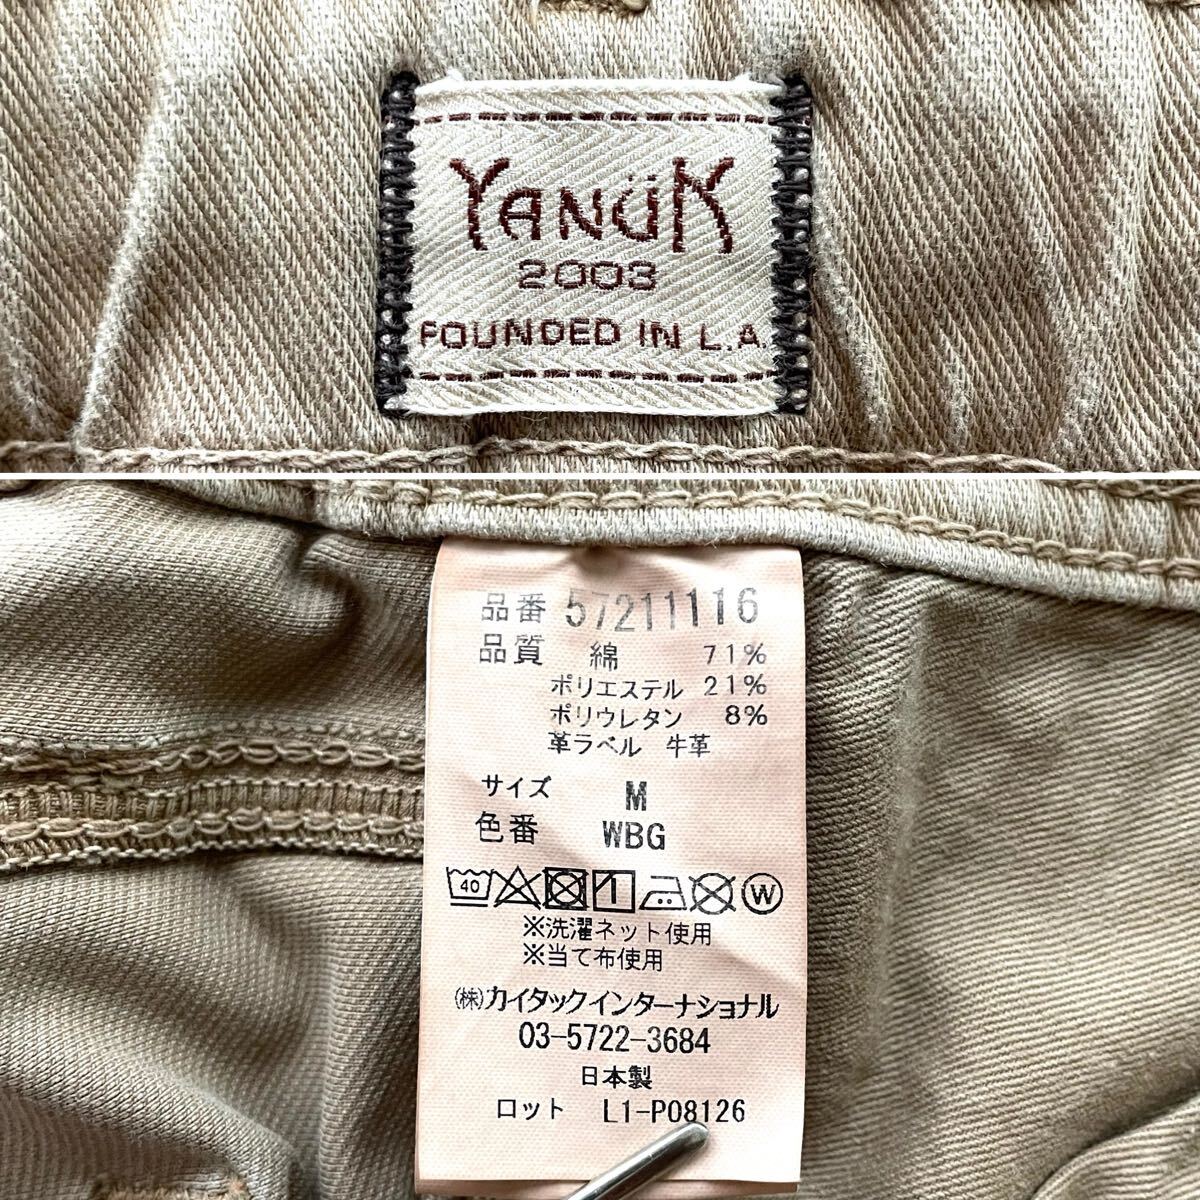 YANÜK
2003
FOUNDED IN L.A.
品番 57211116
品質 綿 71%
ポリエステル 21%
ポリウレタン 8%
革ラベル 牛革
サイズ M
色番 WBG
40 W
※洗濯ネット使用
※当て布使用
㈱カイタックインターナショナル
03-5722-3684
日本製
ロット L1-P08126